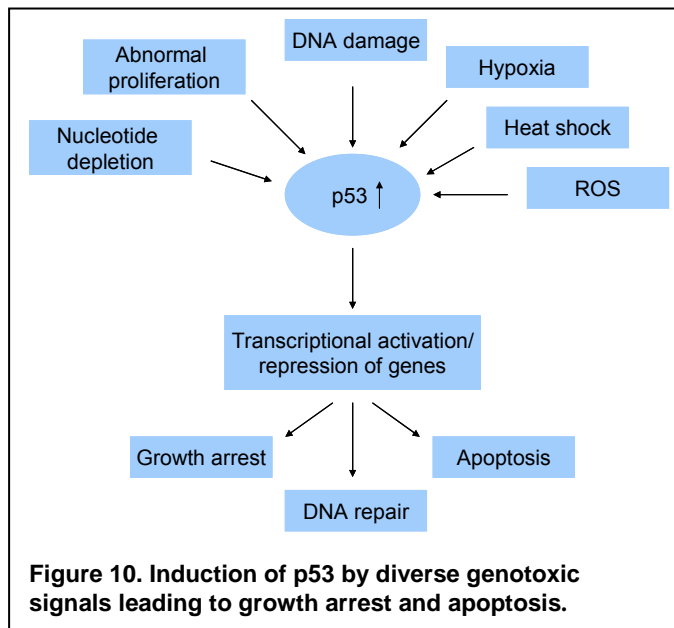 DNA damage
Abnormal
proliferation
Hypoxia
Nucleotide
depletion
Heat shock
ROS
p53 ↑
Transcriptional activation/
repression of genes
Growth arrest
Apoptosis
DNA repair
Figure 10. Induction of p53 by diverse genotoxic
signals leading to growth arrest and apoptosis.